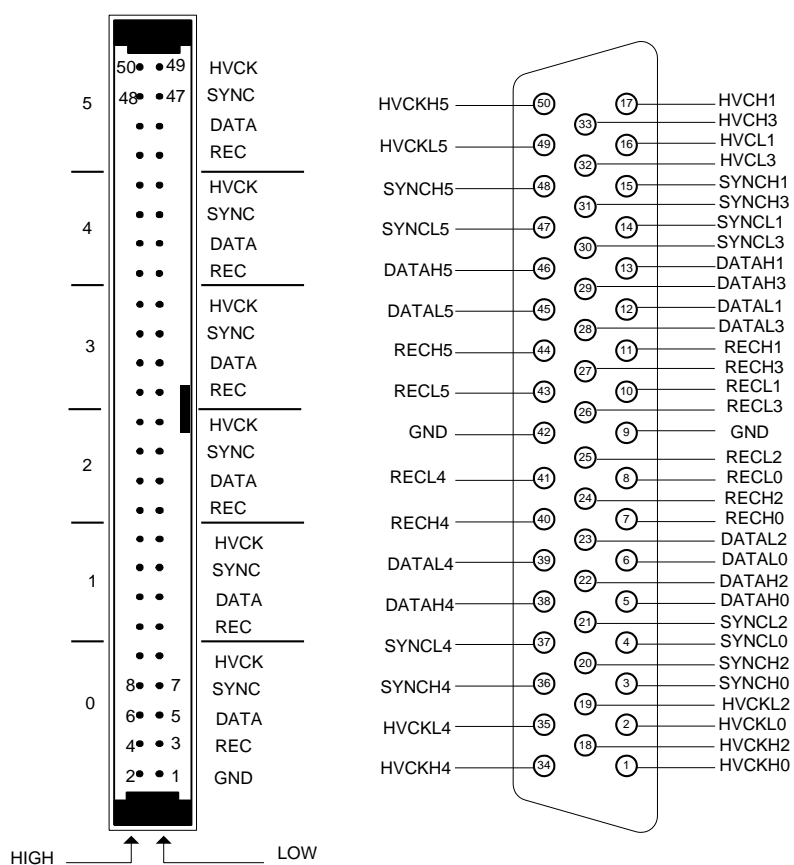 50 49 HVCK
48 47 SYNC
5
DATA
REC
HVCK
SYNC
4
DATA
REC
HVCK
SYNC
3
DATA
REC
HVCK
SYNC
2
DATA
REC
HVCK
SYNC
1
DATA
REC
HVCK
8 7 SYNC
0
6 5 DATA
4 3 REC
2 1 GND
HIGH LOW
HVCKH5 50 17 HVCH1
33 HVCH3
HVCKL5 49 16 HVCL1
32 HVCL3
SYNCH5 48 15 SYNCH1
31 SYNCH3
SYNCL5 47 14 SYNCL1
30 SYNCL3
DATAH5 46 13 DATAH1
29 DATAH3
DATAL5 45 12 DATAL1
28 DATAL3
RECH5 44 11 RECH1
27 RECH3
RECL5 43 10 RECL1
26 RECL3
GND 42 9 GND
25 RECL2
RECL4 41 8 RECL0
24 RECH2
RECH4 40 7 RECH0
23 DATAL2
DATAL4 39 6 DATAL0
22 DATAH2
DATAH4 38 5 DATAH0
21 SYNCL2
SYNCL4 37 4 SYNCL0
20 SYNCH2
SYNCH4 36 3 SYNCH0
19 HVCKL2
HVCKL4 35 2 HVCKL0
18 HVCKH2
HVCKH4 34 1 HVCKH0